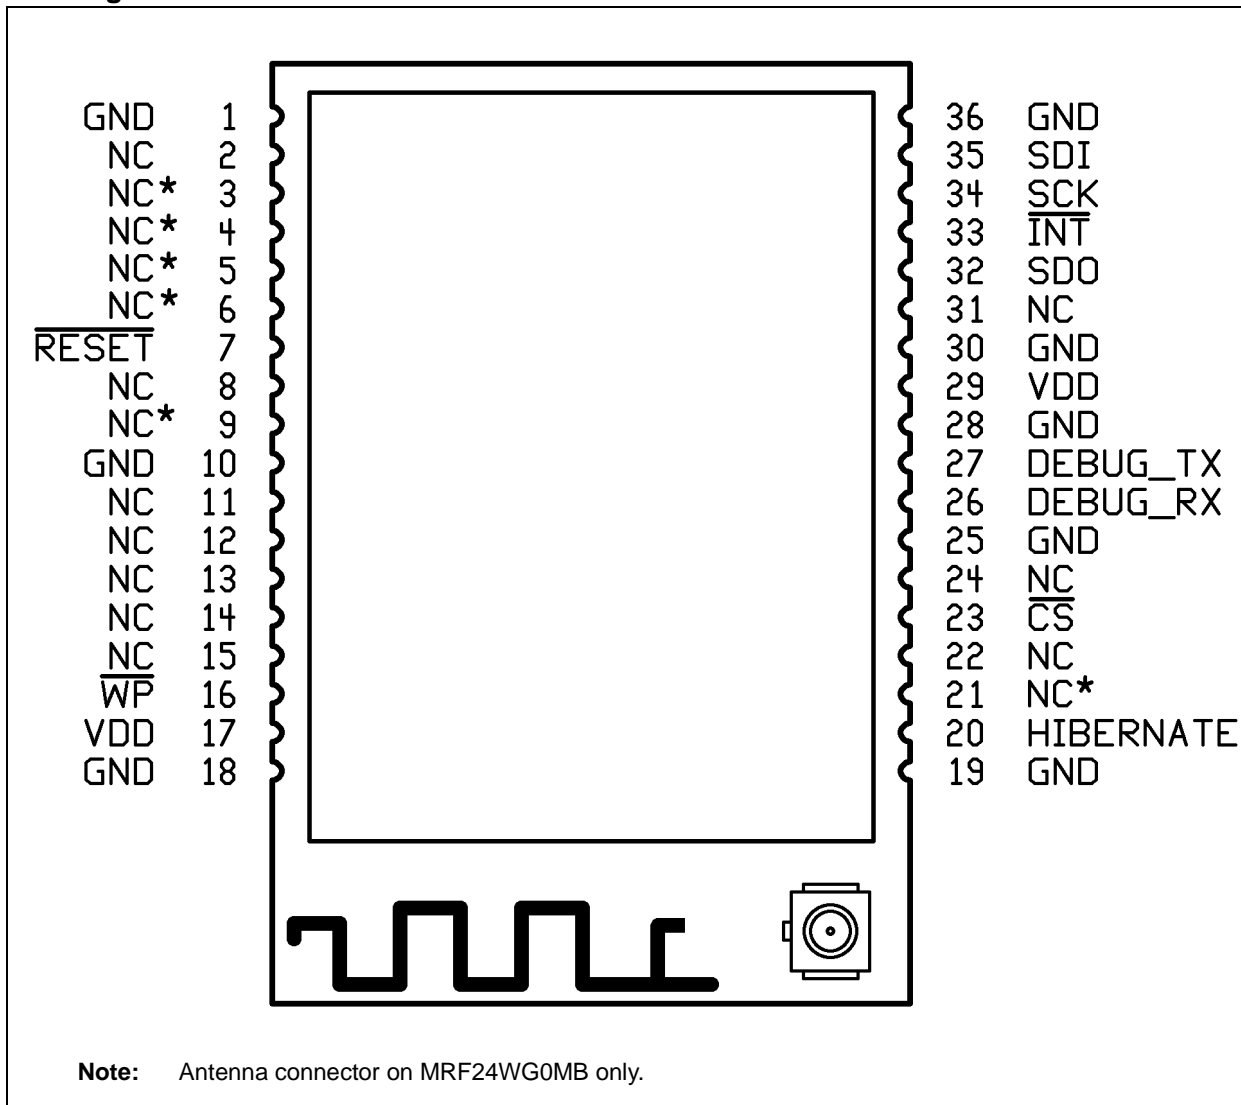 GND 1
NC 2
NC* 3
NC* 4
NC* 5
NC* 6
RESET 7
NC 8
NC* 9
GND 10
NC 11
NC 12
NC 13
NC 14
NC 15
WP 16
VDD 17
GND 18
36 GND
35 SDI
34 SCK
33 INT
32 SDO
31 NC
30 GND
29 VDD
28 GND
27 DEBUG_TX
26 DEBUG_RX
25 GND
24 NC
23 CS
22 NC
21 NC*
20 HIBERNATE
19 GND
Note: Antenna connector on MRF24WG0MB only.